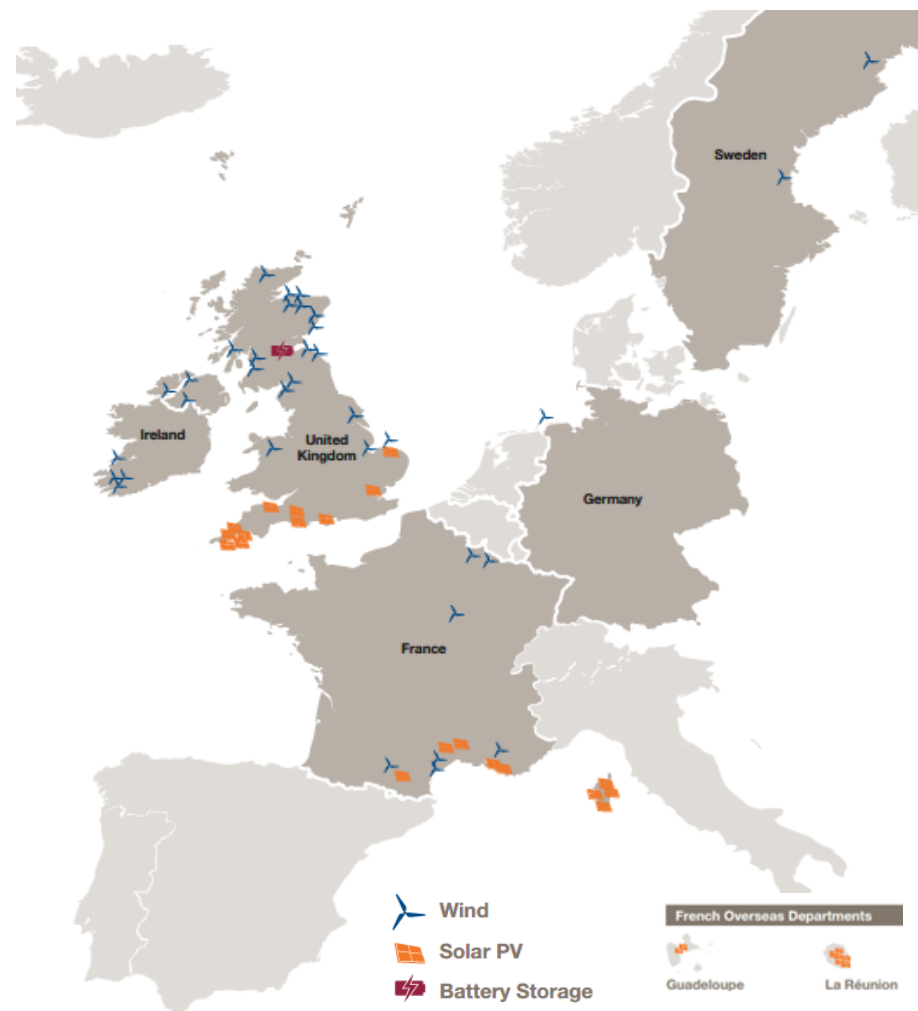 Sweden
Ireland
United
Kingdom
Germany
France
Wind
Solar PV
Battery Storage
French Overseas Departments
Guadeloupe
La Réunion